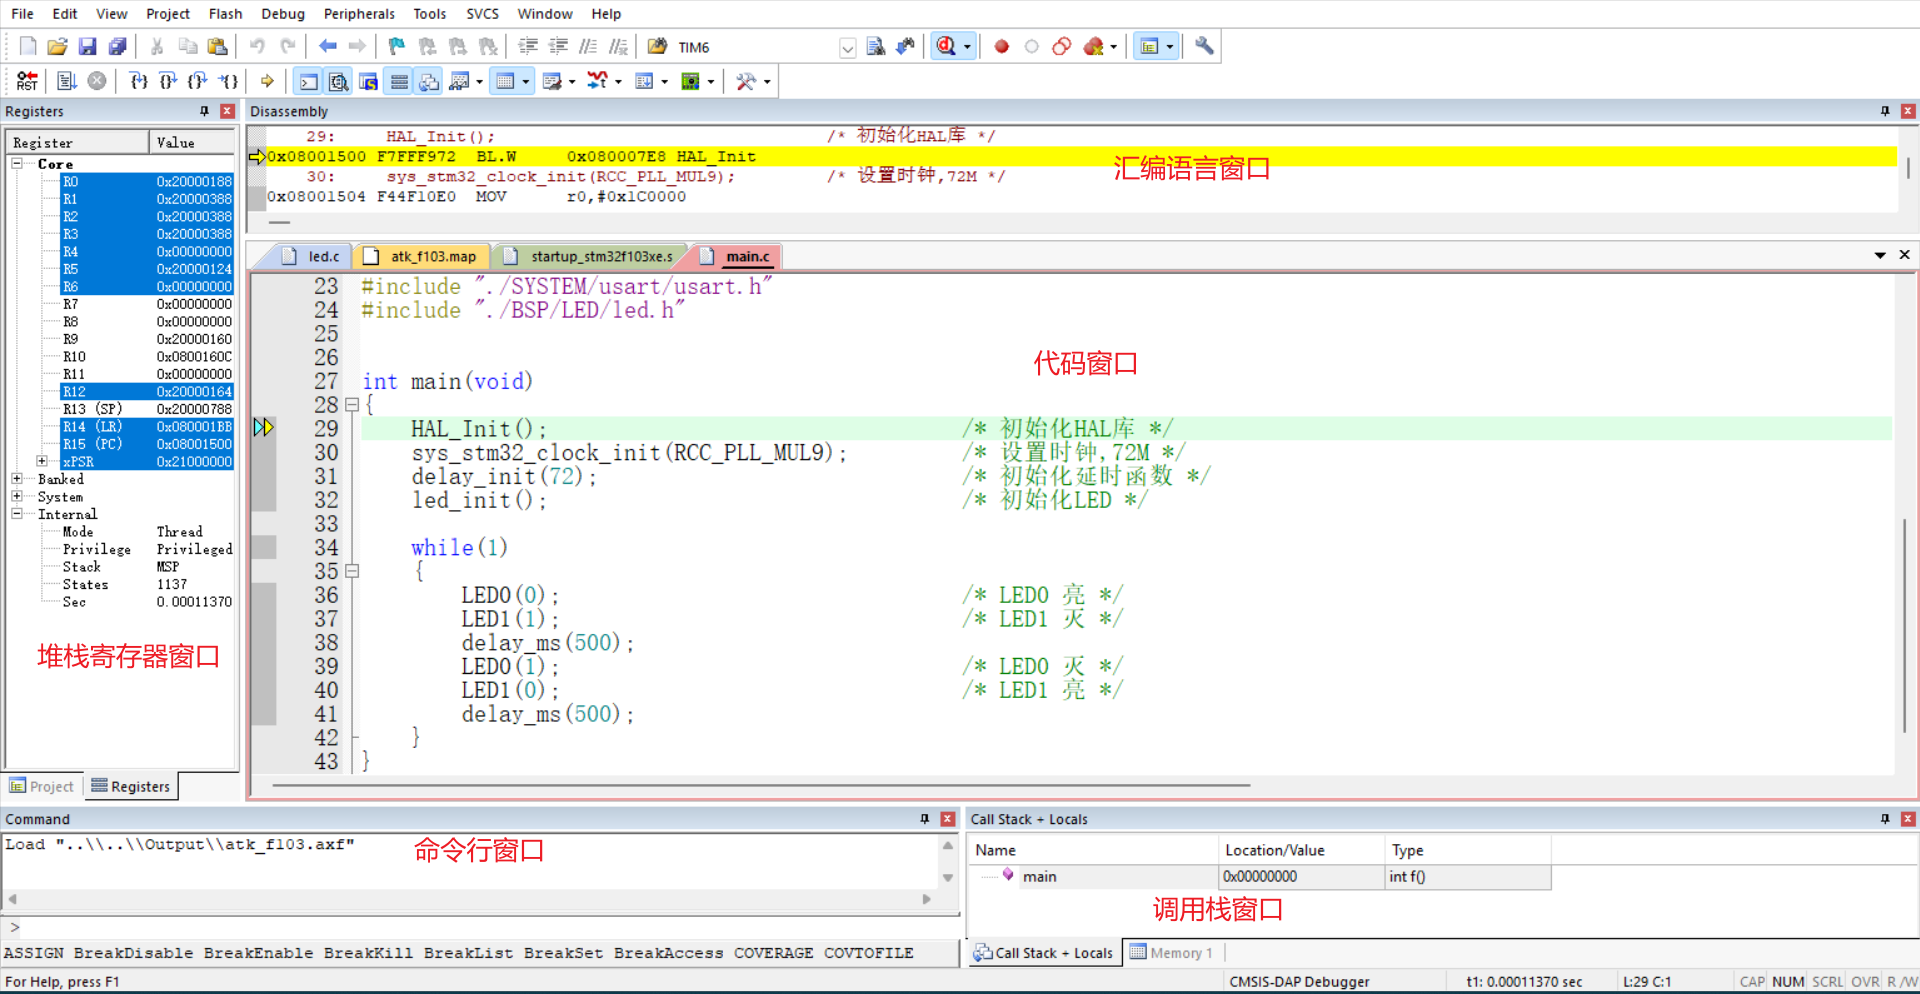 File Edit View Project Flash Debug Peripherals Tools SVCS Window Help
TIM6
RST
Registers
Register Value
Core
R0 0x20000188
R1 0x20000388
R2 0x20000388
R3 0x20000388
R4 0x00000000
R5 0x20000124
R6 0x00000000
R7 0x00000000
R8 0x00000000
R9 0x20000160
R10 0x0800160C
R11 0x00000000
R12 0x20000164
R13 (SP) 0x20000788
R14 (LR) 0x080001BB
R15 (PC) 0x08001500
xPSR 0x21000000
Banked
System
Internal
Mode Thread
Privilege Privileged
Stack MSP
States 1137
Sec 0.00011370
堆栈寄存器窗口
Project Registers
Disassembly
29: HAL_Init(); /* 初始化HAL库 */
0x08001500 F7FFF972 BL.W 0x080007E8 HAL_Init
30: sys_stm32_clock_init(RCC_PLL_MUL9); /* 设置时钟,72M */
0x08001504 F44F10E0 MOV r0,#0x1C0000
汇编语言窗口
led.c atk_f103.map startup_stm32f103xe.s main.c
23 #include "./SYSTEM/usart/usart.h"
24 #include "./BSP/LED/led.h"
25
26
代码窗口
27 int main(void)
28 {
29 HAL_Init(); /* 初始化HAL库 */
30 sys_stm32_clock_init(RCC_PLL_MUL9); /* 设置时钟,72M */
31 delay_init(72); /* 初始化延时函数 */
32 led_init(); /* 初始化LED */
33
34 while(1)
35 {
36 LED0(0); /* LED0 亮 */
37 LED1(1); /* LED1 灭 */
38 delay_ms(500);
39 LED0(1); /* LED0 灭 */
40 LED1(0); /* LED1 亮 */
41 delay_ms(500);
42 }
43 }
Command
Load "..\\..\\Output\\atk_f103.axf"
命令行窗口
>
ASSIGN BreakDisable BreakEnable BreakKill BreakList BreakSet BreakAccess COVERAGE COVTOFILE
Call Stack + Locals
Name Location/Value Type
main 0x00000000 int f()
调用栈窗口
Call Stack + Locals Memory 1
For Help, press F1 CMSIS-DAP Debugger t1: 0.00011370 sec L:29 C:1 CAP NUM SCRL OVR R/W